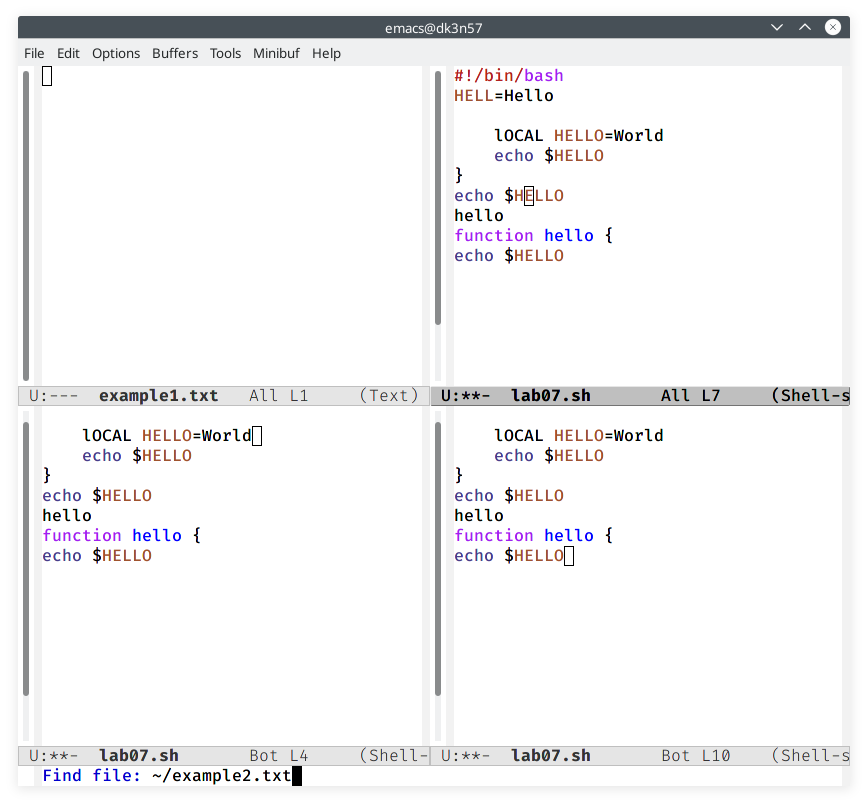 emacs@dk3n57
File Edit Options Buffers Tools Minibuf Help
#!/bin/bash
HELL=Hello
lOCAL HELLO=World
echo $HELLO
}
echo $HELLO
hello
function hello {
echo $HELLO
U:--- example1.txt All L1 (Text)
U:**- lab07.sh All L7 (Shell-s
lOCAL HELLO=World
echo $HELLO
}
echo $HELLO
hello
function hello {
echo $HELLO
U:**- lab07.sh Bot L4 (Shell-
lOCAL HELLO=World
echo $HELLO
}
echo $HELLO
hello
function hello {
echo $HELLO
U:**- lab07.sh Bot L10 (Shell-s
Find file: ~/example2.txt